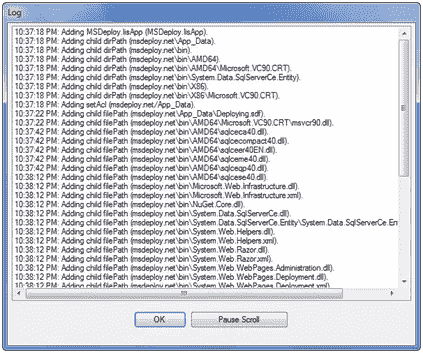 Log
10:37:18 PM: Adding MSDeploy.IisApp (MSDeploy.IisApp).
10:37:18 PM: Adding child dirPath (msdeploy.net\App_Data).
10:37:18 PM: Adding child dirPath (msdeploy.net\bin).
10:37:18 PM: Adding child dirPath (msdeploy.net\bin\AMD64).
10:37:18 PM: Adding child dirPath (msdeploy.net\bin\AMD64\Microsoft.VC90.CRT).
10:37:18 PM: Adding child dirPath (msdeploy.net\bin\System.Data.SqlServerCe.Entity).
10:37:18 PM: Adding child dirPath (msdeploy.net\bin\X86).
10:37:18 PM: Adding child dirPath (msdeploy.net\bin\X86\Microsoft.VC90.CRT).
10:37:18 PM: Adding setAcl (msdeploy.net/App_Data).
10:37:22 PM: Adding child filePath (msdeploy.net\App_Data\Deploying.sdf).
10:37:22 PM: Adding child filePath (msdeploy.net\bin\AMD64\Microsoft.VC90.CRT\msvcr90.dll).
10:37:42 PM: Adding child filePath (msdeploy.net\bin\AMD64\sqlceca40.dll).
10:37:42 PM: Adding child filePath (msdeploy.net\bin\AMD64\sqlcecompact40.dll).
10:37:42 PM: Adding child filePath (msdeploy.net\bin\AMD64\sqlceer40EN.dll).
10:37:42 PM: Adding child filePath (msdeploy.net\bin\AMD64\sqlceme40.dll).
10:37:42 PM: Adding child filePath (msdeploy.net\bin\AMD64\sqlceqp40.dll).
10:38:12 PM: Adding child filePath (msdeploy.net\bin\AMD64\sqlcese40.dll).
10:38:12 PM: Adding child filePath (msdeploy.net\bin\Microsoft.Web.Infrastructure.dll).
10:38:12 PM: Adding child filePath (msdeploy.net\bin\Microsoft.Web.Infrastructure.xml).
10:38:12 PM: Adding child filePath (msdeploy.net\bin\NuGet.Core.dll).
10:38:12 PM: Adding child filePath (msdeploy.net\bin\System.Data.SqlServerCe.dll).
10:38:12 PM: Adding child filePath (msdeploy.net\bin\System.Data.SqlServerCe.Entity\System.Data.SqlServerCe.En
10:38:12 PM: Adding child filePath (msdeploy.net\bin\System.Web.Helpers.dll).
10:38:12 PM: Adding child filePath (msdeploy.net\bin\System.Web.Helpers.xml).
10:38:12 PM: Adding child filePath (msdeploy.net\bin\System.Web.Razor.dll).
10:38:12 PM: Adding child filePath (msdeploy.net\bin\System.Web.Razor.xml).
10:38:12 PM: Adding child filePath (msdeploy.net\bin\System.Web.WebPages.Administration.dll).
10:38:12 PM: Adding child filePath (msdeploy.net\bin\System.Web.WebPages.Deployment.dll).
10:38:12 PM: Adding child filePath (msdeploy.net\bin\System.Web.WebPages.Deployment.xml).
OK
Pause Scroll